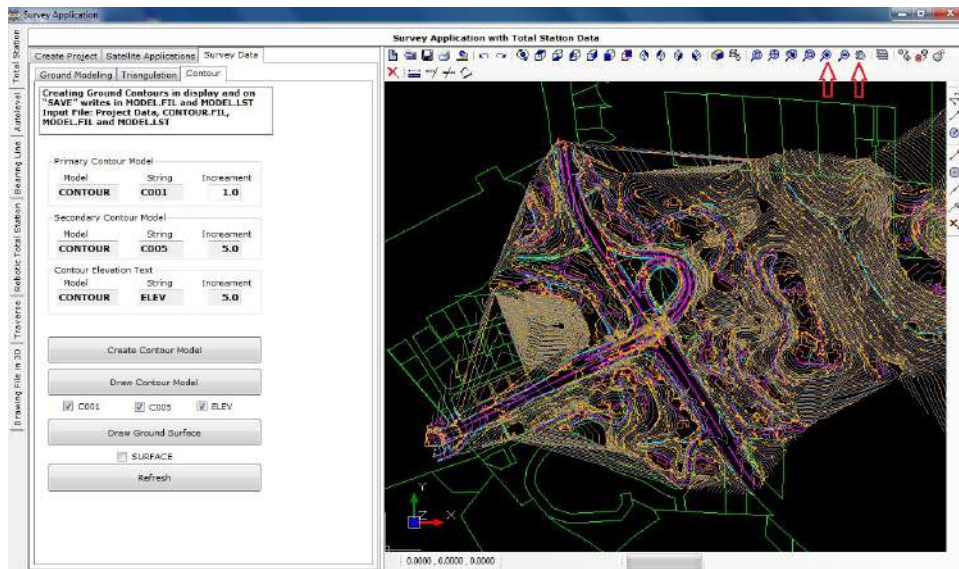 Survey Application
Survey Application with Total Station Data
Total Station
Autolevel
Bearing Line
Robotic Total Station
Traverse
Drawing File in 3D
Create Project
Satellite Applications
Survey Data
Ground Modeling
Triangulation
Contour
Creating Ground Contours in display and on
"SAVE" writes in MODEL.FIL and MODEL.LST
Input File: Project Data, CONTOUR.FIL,
MODEL.FIL and MODEL.LST
Primary Contour Model
Model String Increament
CONTOUR C001 1.0
Secondary Contour Model
Model String Increament
CONTOUR C005 5.0
Contour Elevation Text
Model String Increament
CONTOUR ELEV 5.0
Create Contour Model
Draw Contour Model
C001 C005 ELEV
Draw Ground Surface
SURFACE
Refresh
Y
Z X
0.0000 , 0.0000 , 0.0000